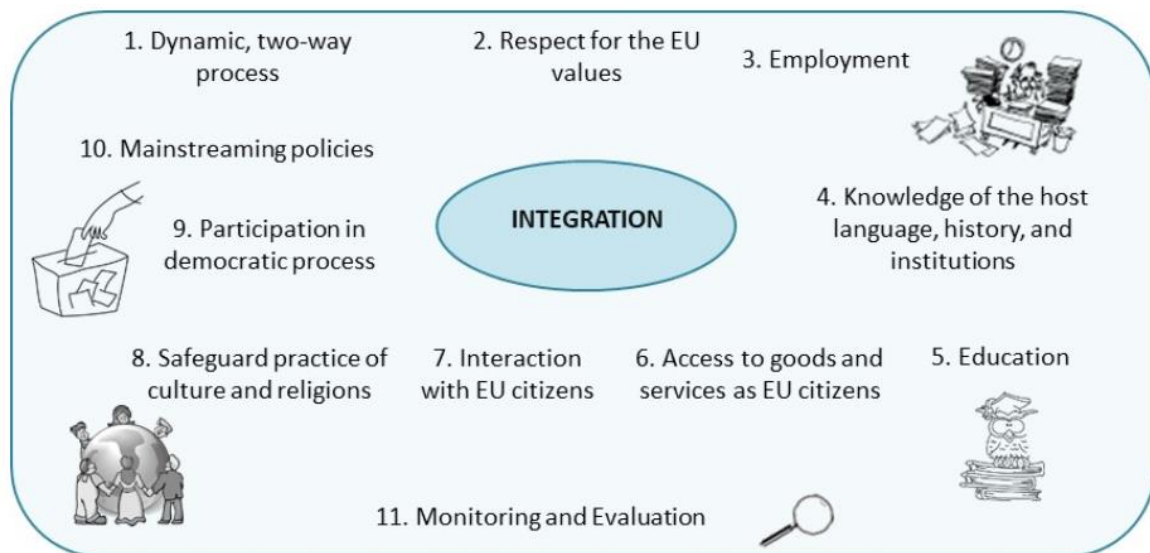 1. Dynamic, two-way
process
2. Respect for the EU
values
3. Employment
10. Mainstreaming policies
INTEGRATION
4. Knowledge of the host
language, history, and
institutions
9. Participation in
democratic process
8. Safeguard practice of
culture and religions
7. Interaction
with EU citizens
6. Access to goods and
services as EU citizens
5. Education
11. Monitoring and Evaluation